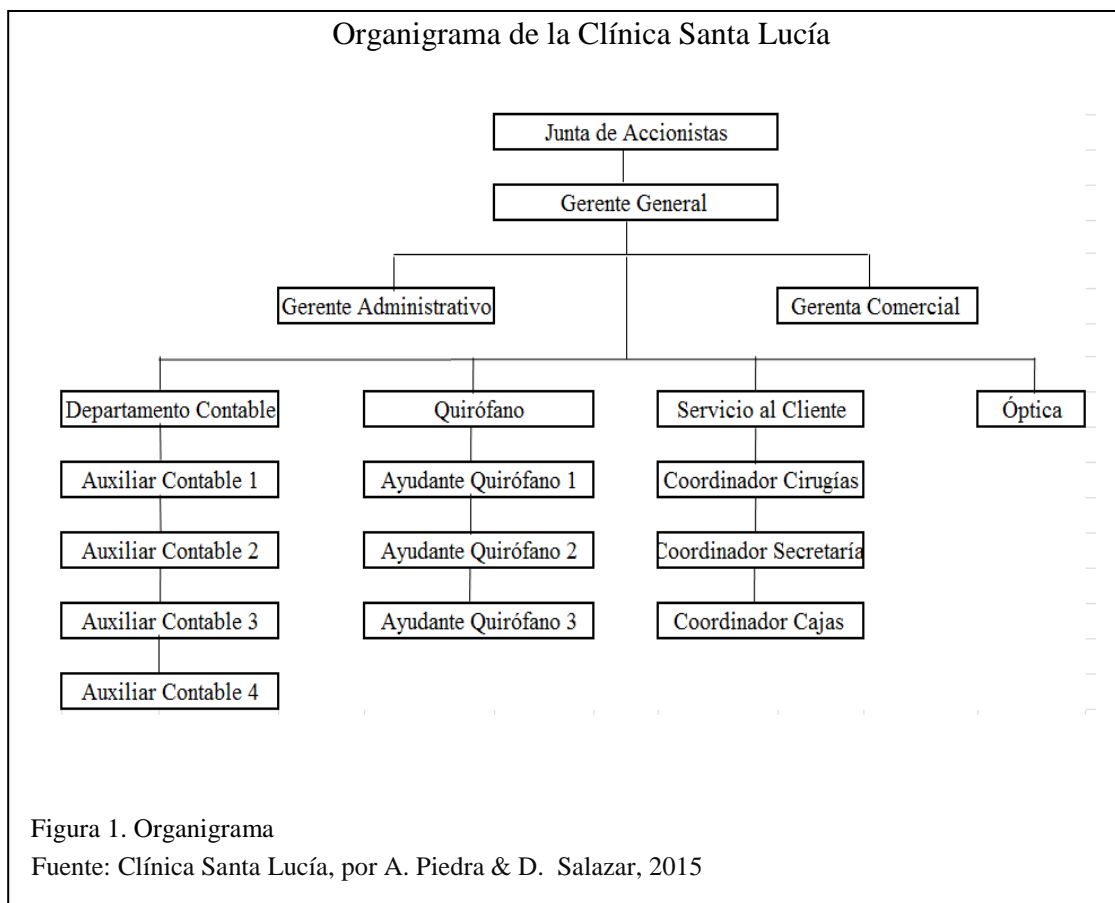 Organigrama de la Clínica Santa Lucía
Junta de Accionistas
Gerente General
Gerente Administrativo
Gerenta Comercial
Departamento Contable
Quirófano
Servicio al Cliente
Óptica
Auxiliar Contable 1
Ayudante Quirófano 1
Coordinador Cirugías
Auxiliar Contable 2
Ayudante Quirófano 2
Coordinador Secretaría
Auxiliar Contable 3
Ayudante Quirófano 3
Coordinador Cajas
Auxiliar Contable 4
Figura 1. Organigrama
Fuente: Clínica Santa Lucía, por A. Piedra & D. Salazar, 2015